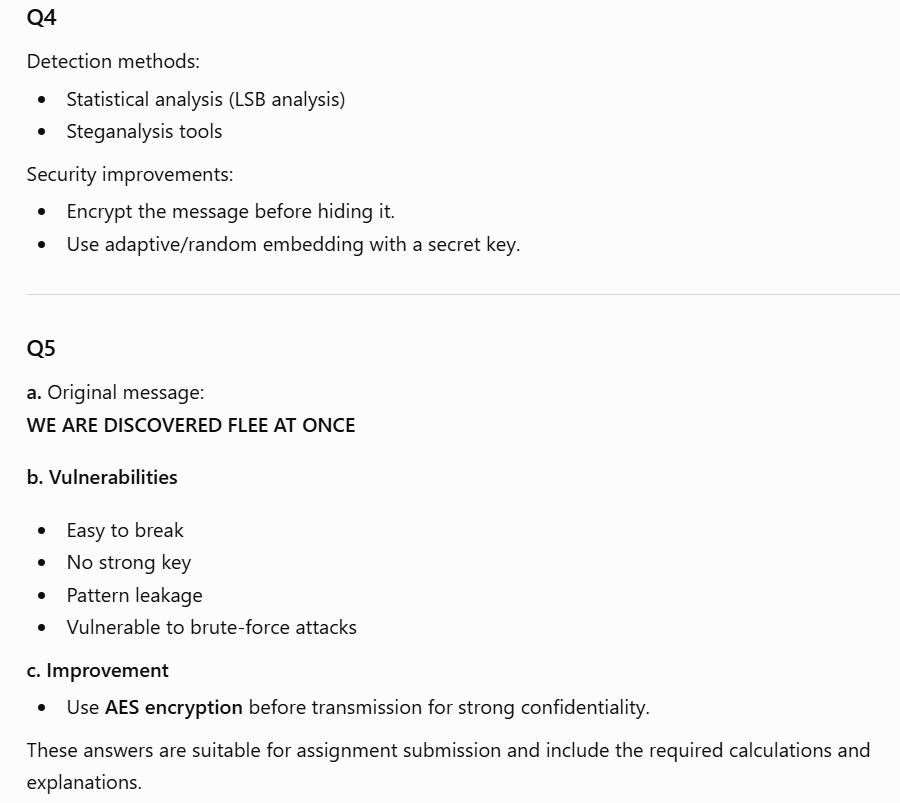 Q4
Detection methods:
• Statistical analysis (LSB analysis)
• Steganalysis tools
Security improvements:
• Encrypt the message before hiding it.
• Use adaptive/random embedding with a secret key.
Q5
a. Original message:
WE ARE DISCOVERED FLEE AT ONCE
b. Vulnerabilities
• Easy to break
• No strong key
• Pattern leakage
• Vulnerable to brute-force attacks
c. Improvement
• Use AES encryption before transmission for strong confidentiality.
These answers are suitable for assignment submission and include the required calculations and
explanations.